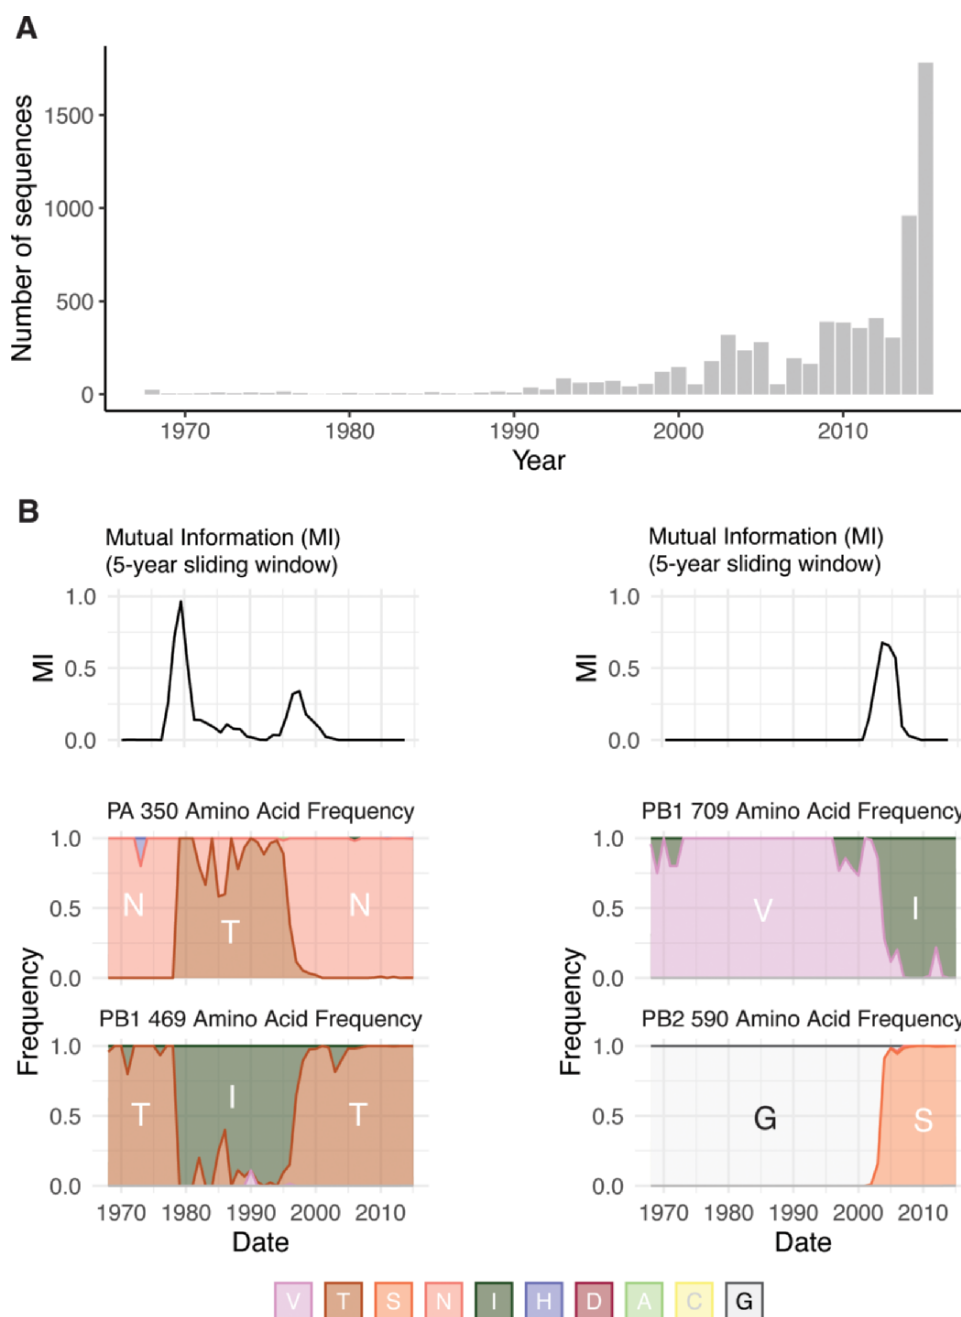 A
1500
1000
500
0
Number of sequences
1970 1980 1990 2000 2010
Year
B
Mutual Information (MI)
(5-year sliding window)
1.0
0.5
0.0
MI
Mutual Information (MI)
(5-year sliding window)
1.0
0.5
0.0
MI
PA 350 Amino Acid Frequency
1.0
0.5
0.0
N T N
PB1 709 Amino Acid Frequency
1.0
0.5
0.0
V I
Frequency
Frequency
PB1 469 Amino Acid Frequency
1.0
0.5
0.0
T I T
1970 1980 1990 2000 2010
Date
PB2 590 Amino Acid Frequency
1.0
0.5
0.0
G S
1970 1980 1990 2000 2010
Date
V T S N I H D A C G